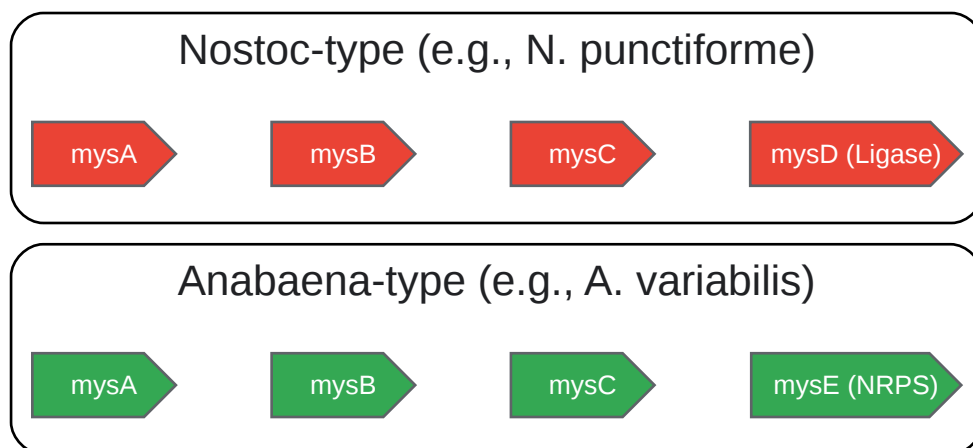 Nostoc-type (e.g., N. punctiforme)
mysA mysB mysC mysD (Ligase)
Anabaena-type (e.g., A. variabilis)
mysA mysB mysC mysE (NRPS)